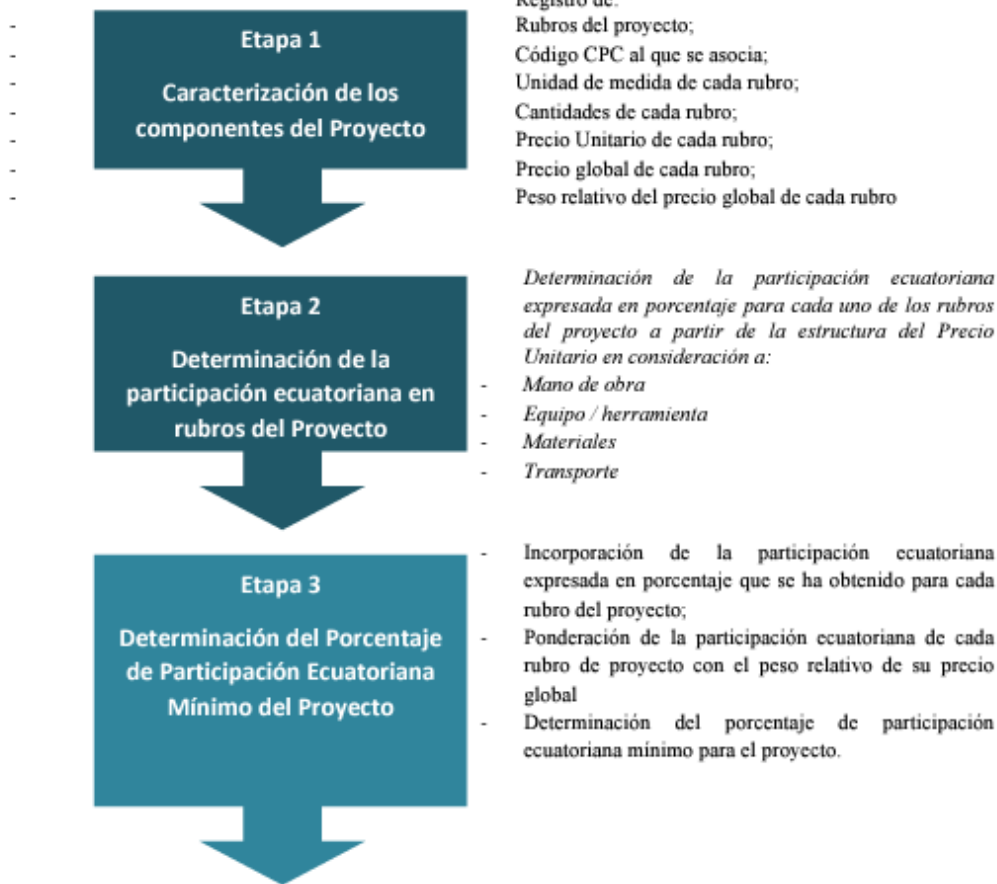 Registro de:
- Rubros del proyecto;
- Código CPC al que se asocia;
- Unidad de medida de cada rubro;
- Cantidades de cada rubro;
- Precio Unitario de cada rubro;
- Precio global de cada rubro;
- Peso relativo del precio global de cada rubro
Etapa 1
Caracterización de los
componentes del Proyecto
Etapa 2
Determinación de la
participación ecuatoriana en
rubros del Proyecto
Determinación de la participación ecuatoriana
expresada en porcentaje para cada uno de los rubros
del proyecto a partir de la estructura del Precio
Unitario en consideración a:
- Mano de obra
- Equipo / herramienta
- Materiales
- Transporte
Etapa 3
Determinación del Porcentaje
de Participación Ecuatoriana
Mínimo del Proyecto
- Incorporación de la participación ecuatoriana
expresada en porcentaje que se ha obtenido para cada
rubro del proyecto;
- Ponderación de la participación ecuatoriana de cada
rubro de proyecto con el peso relativo de su precio
global
- Determinación del porcentaje de participación
ecuatoriana mínimo para el proyecto.